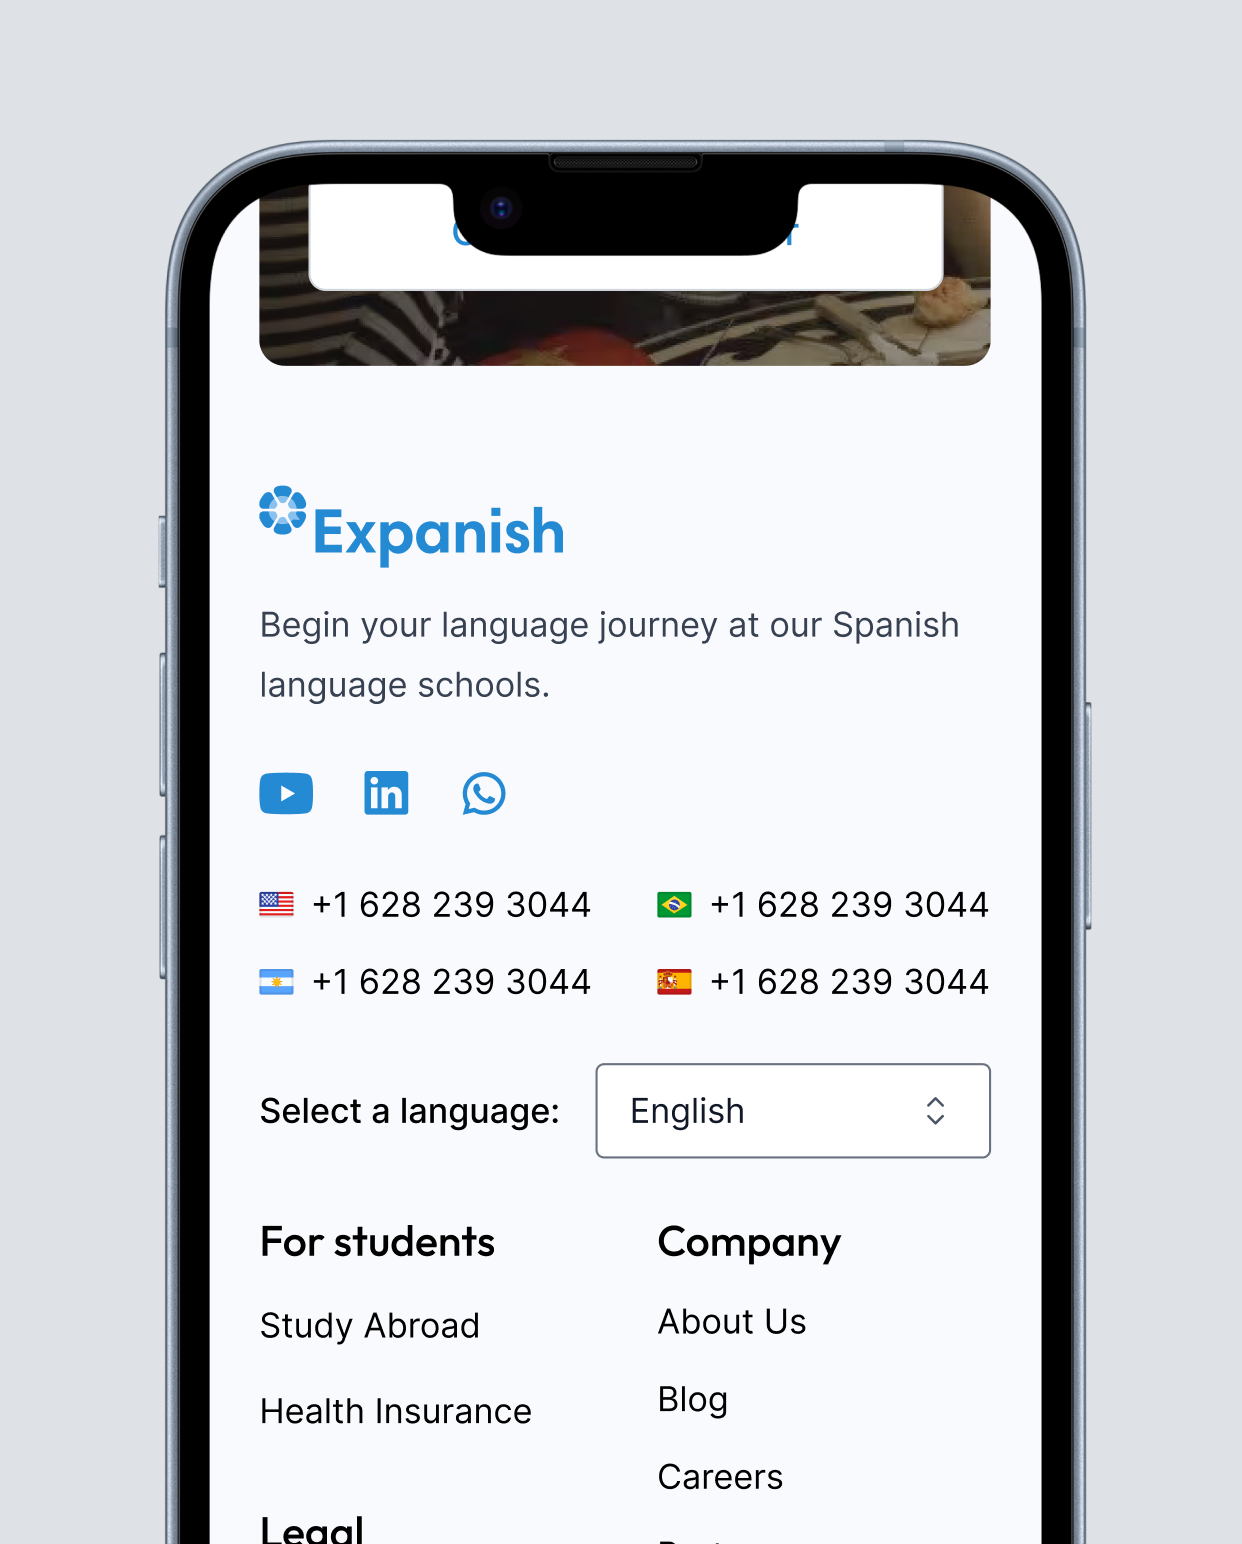 Expanish
Begin your language journey at our Spanish
language schools.
+1 628 239 3044
+1 628 239 3044
+1 628 239 3044
+1 628 239 3044
Select a language:
English
For students
Study Abroad
Health Insurance
Legal
Company
About Us
Blog
Careers